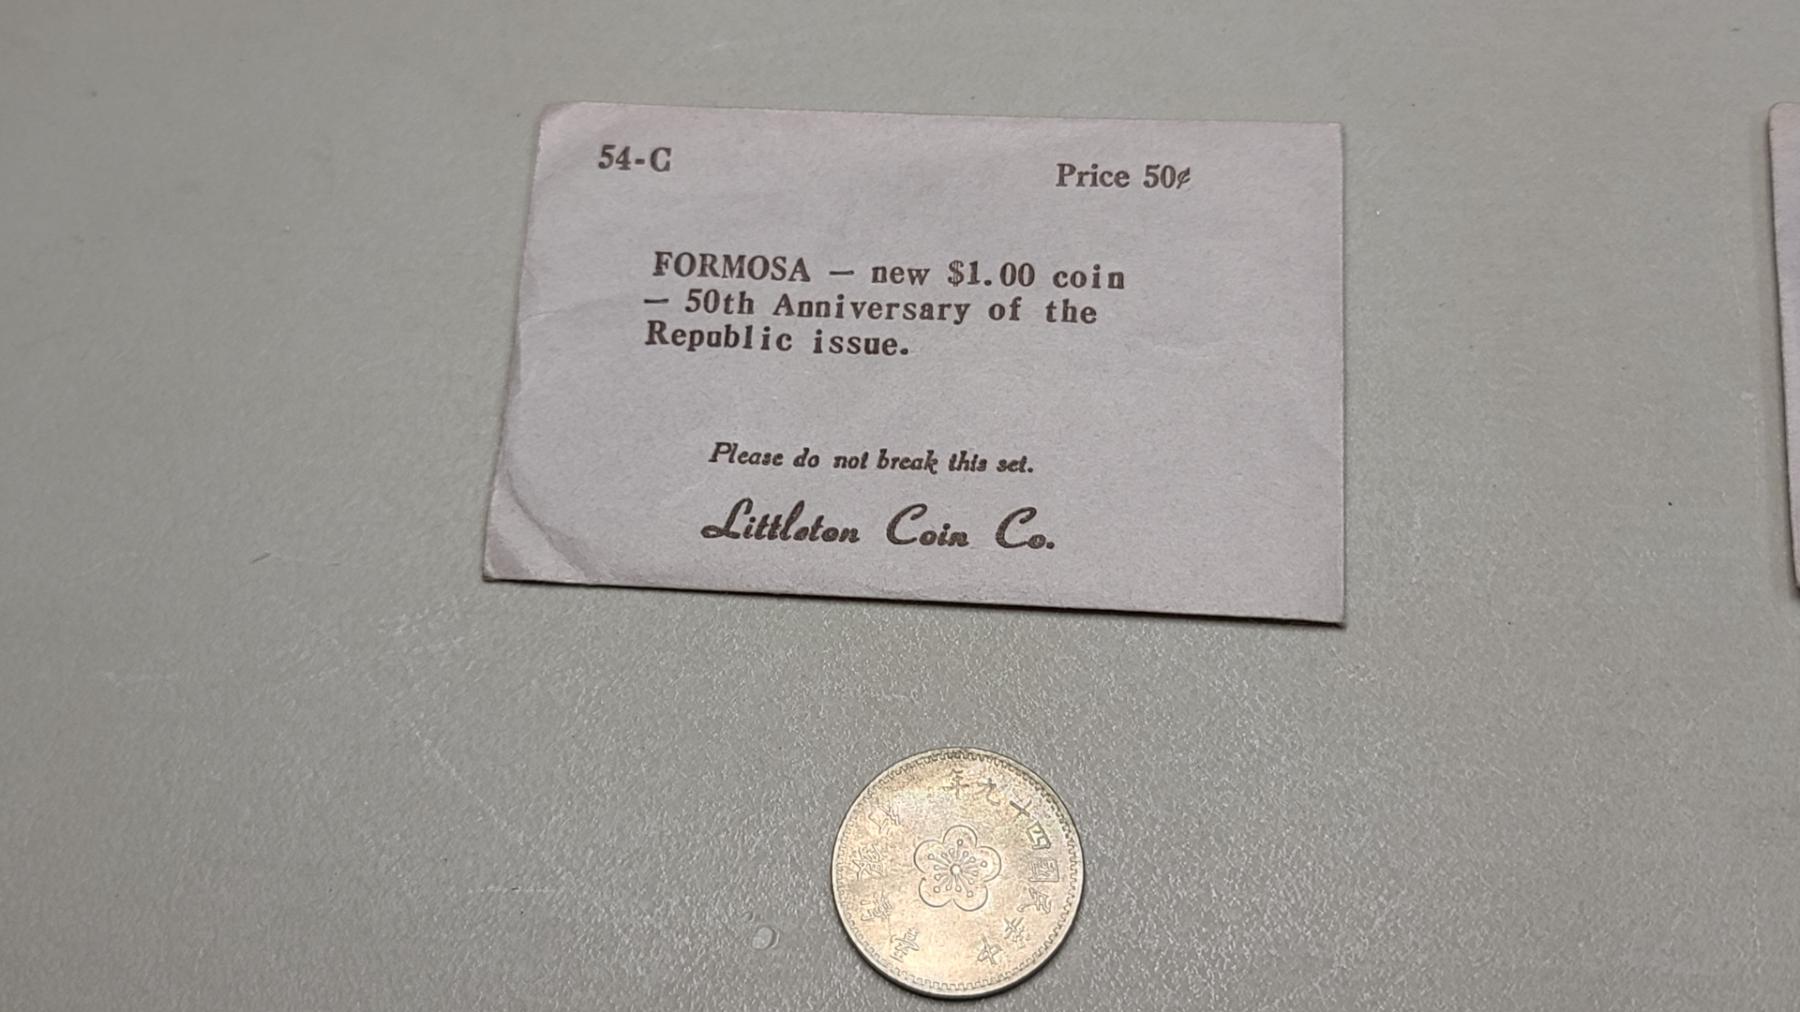 54-C
Price 50¢
FORMOSA — new $1.00 coin
— 50th Anniversary of the
Republic issue.
Please do not break this set.
Littleton Coin Co.
中華民國四十九年